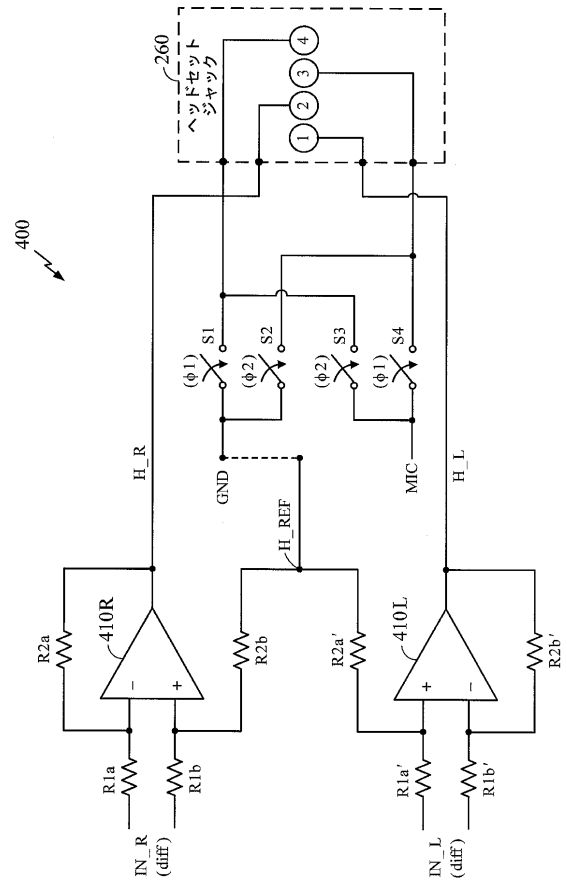 400
260
ヘッドセット
ジャック
1
2
3
4
H_R
(φ1)
S1
(φ2)
S2
(φ2)
S3
(φ1)
S4
GND
MIC
H_L
H_REF
R2a
410R
−
+
R1a
R1b
R2b
IN_R
(diff)
R2a′
410L
+
−
R1a′
R1b′
R2b′
IN_L
(diff)